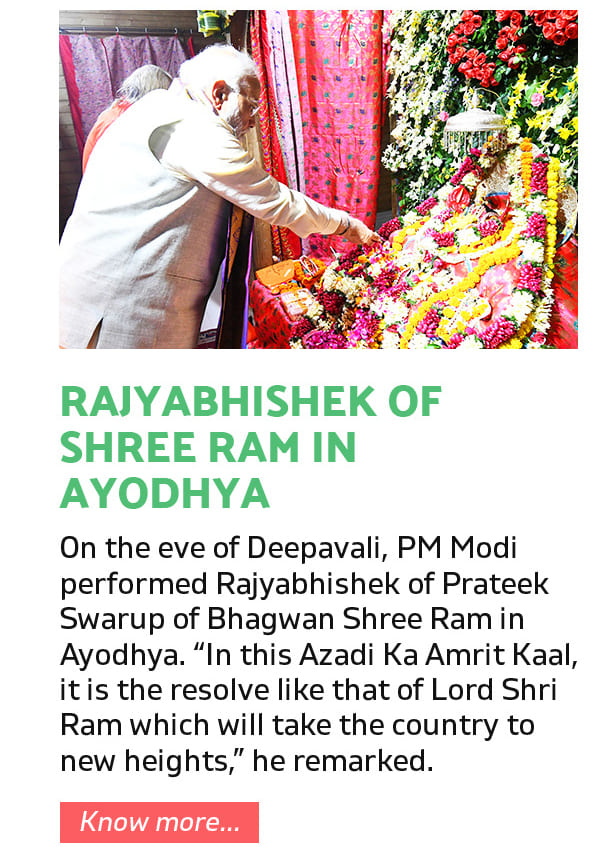 RAJYABHISHEK OF
SHREE RAM IN
AYODHYA
On the eve of Deepavali, PM Modi
performed Rajyabhishek of Prateek
Swarup of Bhagwan Shree Ram in
Ayodhya. “In this Azadi Ka Amrit Kaal,
it is the resolve like that of Lord Shri
Ram which will take the country to
new heights,” he remarked.
Know more...